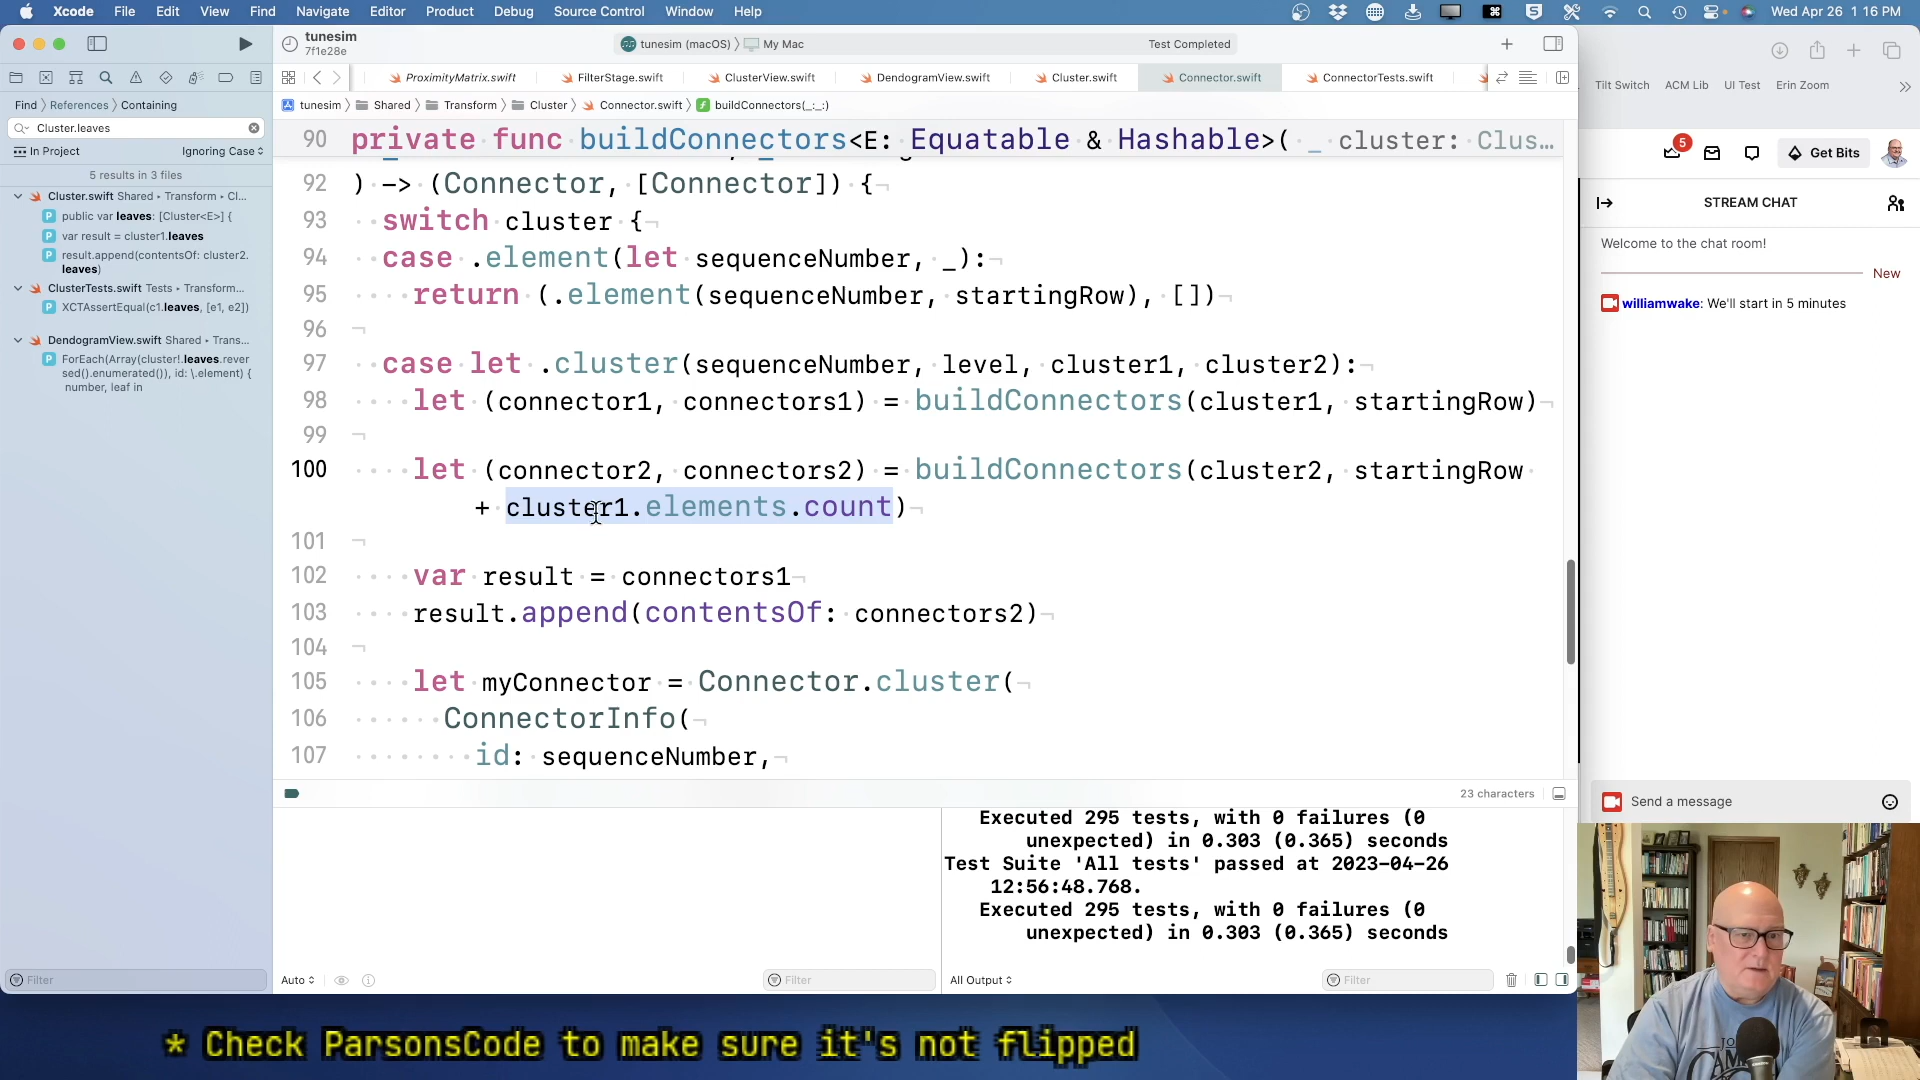 Xcode File Edit View Find Navigate Editor Product Debug Source Control Window Help
Wed Apr 26 1 16 PM
tunesim
7f1e28e
tunesim (macOS) 〉 My Mac
Test Completed
ProximityMatrix.swift FilterStage.swift ClusterView.swift DendogramView.swift Cluster.swift Connector.swift ConnectorTests.swift
Find 〉 References 〉 Containing
tunesim 〉 Shared 〉 Transform 〉 Cluster 〉 Connector.swift 〉 buildConnectors(_:_:)
Cluster.leaves
In Project Ignoring Case
5 results in 3 files
Cluster.swift Shared ▸ Transform ▸ Cl...
public var leaves: [Cluster<E>] {
var result = cluster1.leaves
result.append(contentsOf: cluster2.
leaves)
ClusterTests.swift Tests ▸ Transform...
XCTAssertEqual(c1.leaves, [e1, e2])
DendogramView.swift Shared ▸ Trans...
ForEach(Array(cluster!.leaves.rever
sed().enumerated()), id: \.element) {
number, leaf in
Filter
90 private func buildConnectors<E: Equatable & Hashable>( _ cluster: Clus...
92 ) -> (Connector, [Connector]) {
93 switch cluster {
94 case .element(let sequenceNumber, _):
95 return (.element(sequenceNumber, startingRow), [])
96
97 case let .cluster(sequenceNumber, level, cluster1, cluster2):
98 let (connector1, connectors1) = buildConnectors(cluster1, startingRow)
99
100 let (connector2, connectors2) = buildConnectors(cluster2, startingRow
+ cluster1.elements.count)
101
102 var result = connectors1
103 result.append(contentsOf: connectors2)
104
105 let myConnector = Connector.cluster(
106 ConnectorInfo(
107 id: sequenceNumber,
23 characters
Executed 295 tests, with 0 failures (0
unexpected) in 0.303 (0.365) seconds
Test Suite 'All tests' passed at 2023-04-26
12:56:48.768.
Executed 295 tests, with 0 failures (0
unexpected) in 0.303 (0.365) seconds
Auto Filter All Output Filter
Tilt Switch ACM Lib UI Test Erin Zoom
5 Get Bits
STREAM CHAT
Welcome to the chat room!
New
williamwake: We'll start in 5 minutes
Send a message
* Check ParsonsCode to make sure it's not flipped